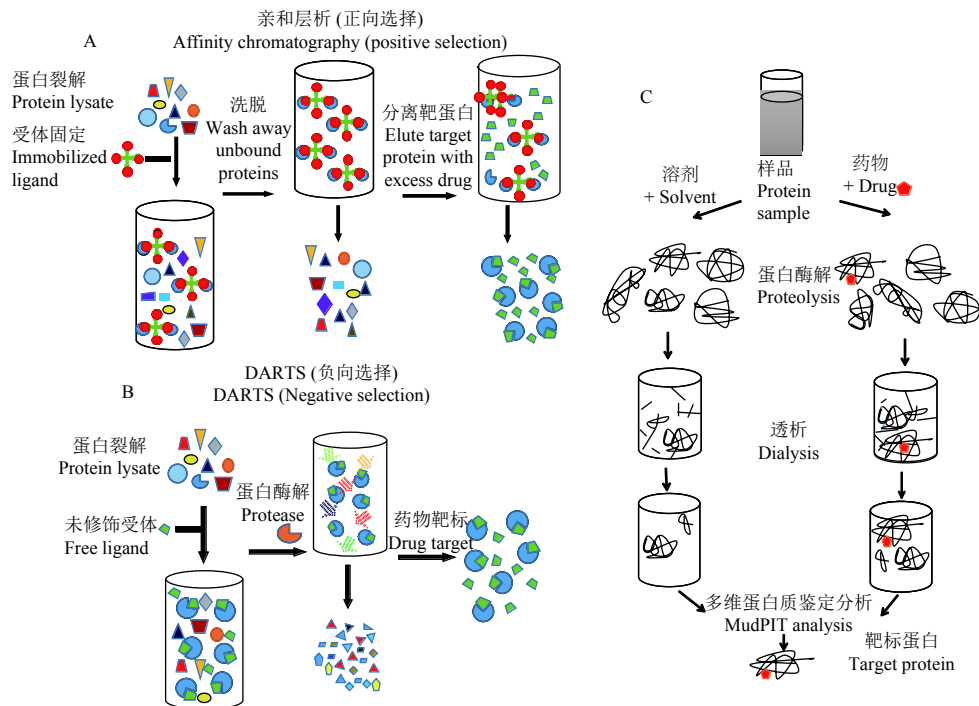 A
亲和层析 (正向选择)
Affinity chromatography (positive selection)
蛋白裂解
Protein lysate
受体固定
Immobilized
ligand
洗脱
Wash away
unbound
proteins
分离靶蛋白
Elute target
protein with
excess drug
B
DARTS (负向选择)
DARTS (Negative selection)
蛋白裂解
Protein lysate
未修饰受体
Free ligand
蛋白酶解
Protease
药物靶标
Drug target
C
溶剂
+ Solvent
样品
Protein
sample
药物
+ Drug
蛋白酶解
Proteolysis
透析
Dialysis
多维蛋白质鉴定分析
MudPIT analysis
靶标蛋白
Target protein